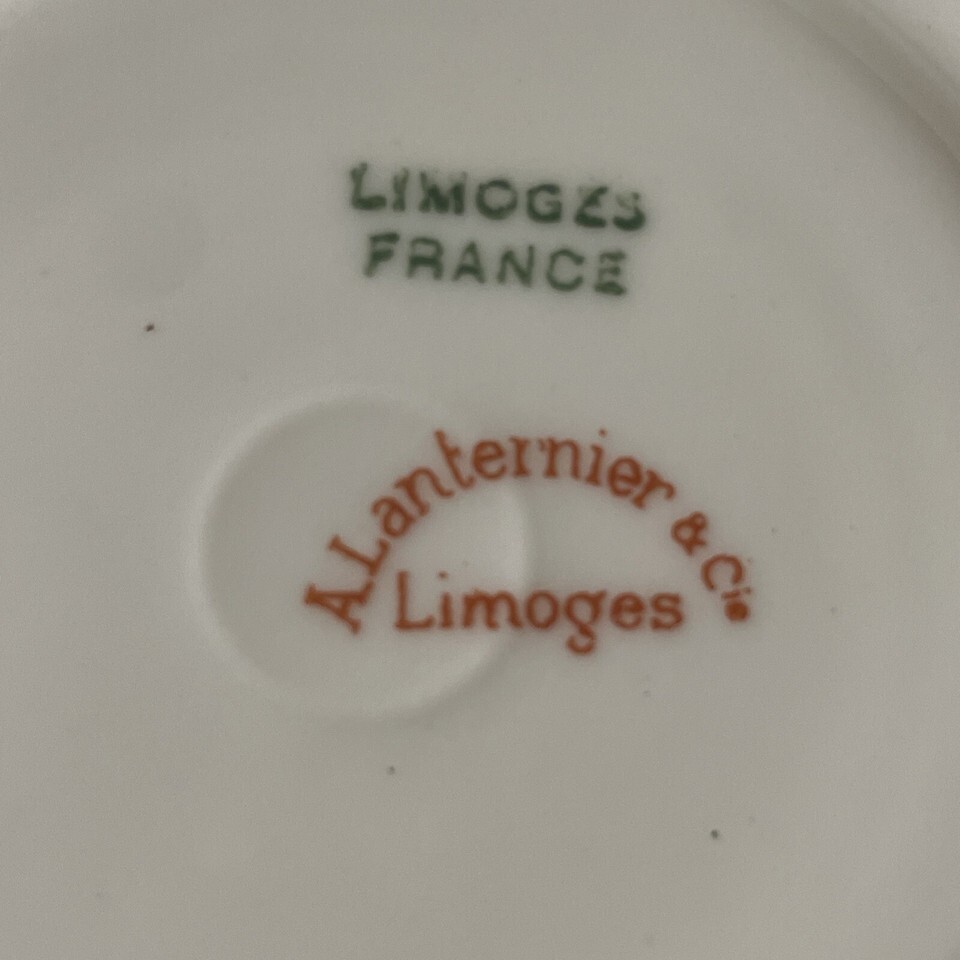 LIMOGES
FRANCE
A Lanternier & Cie
Limoges